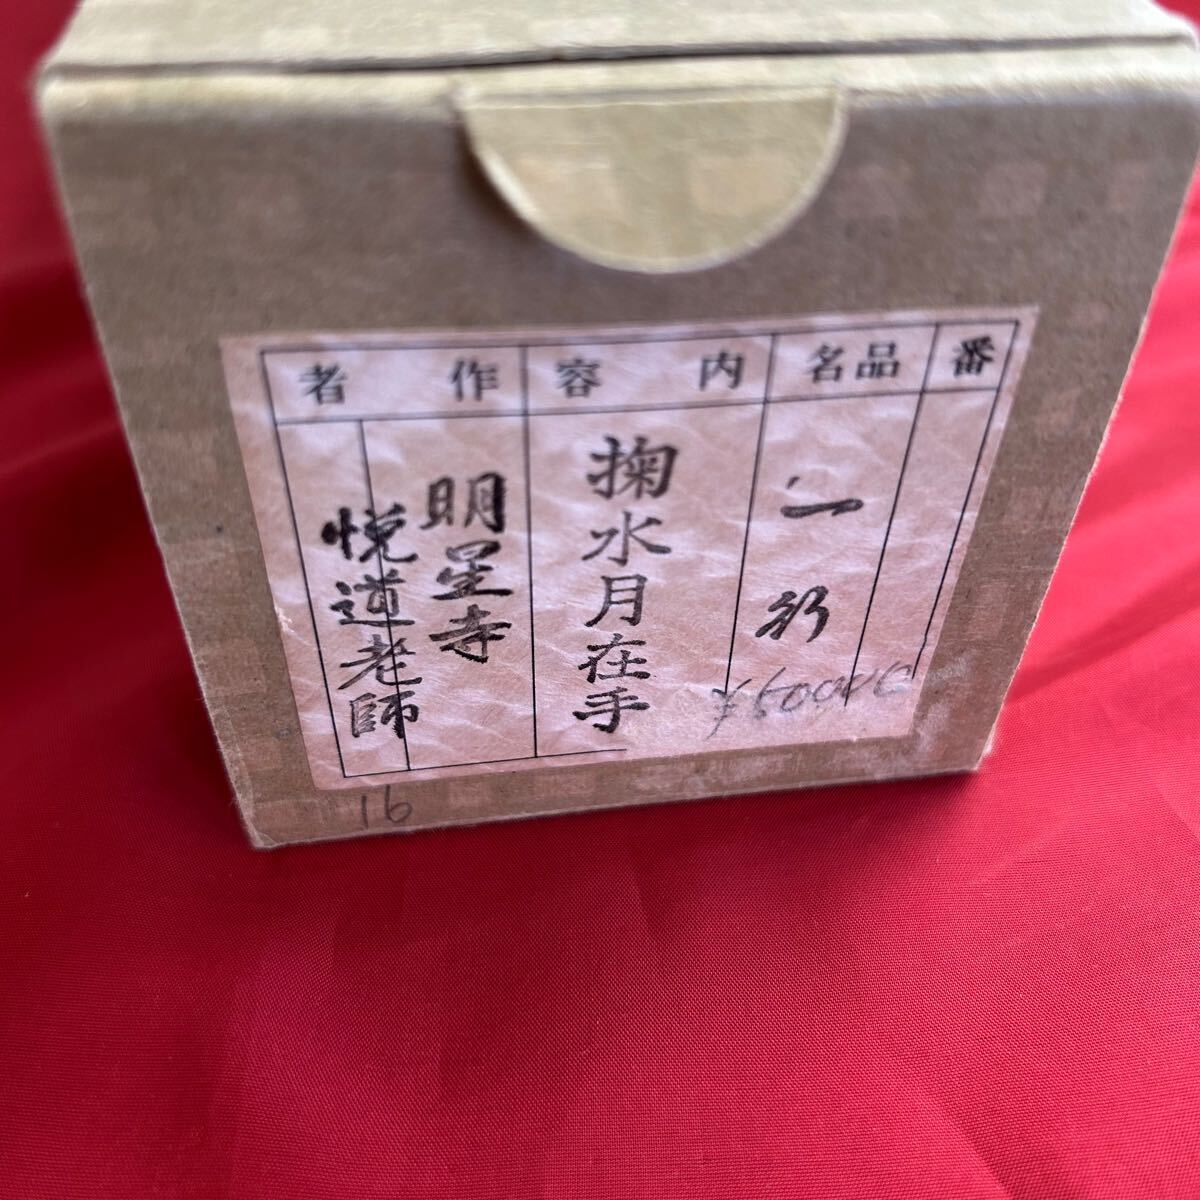 番
品名
内容
作者
一行
掬水月在手
明星寺
悦道老師
16